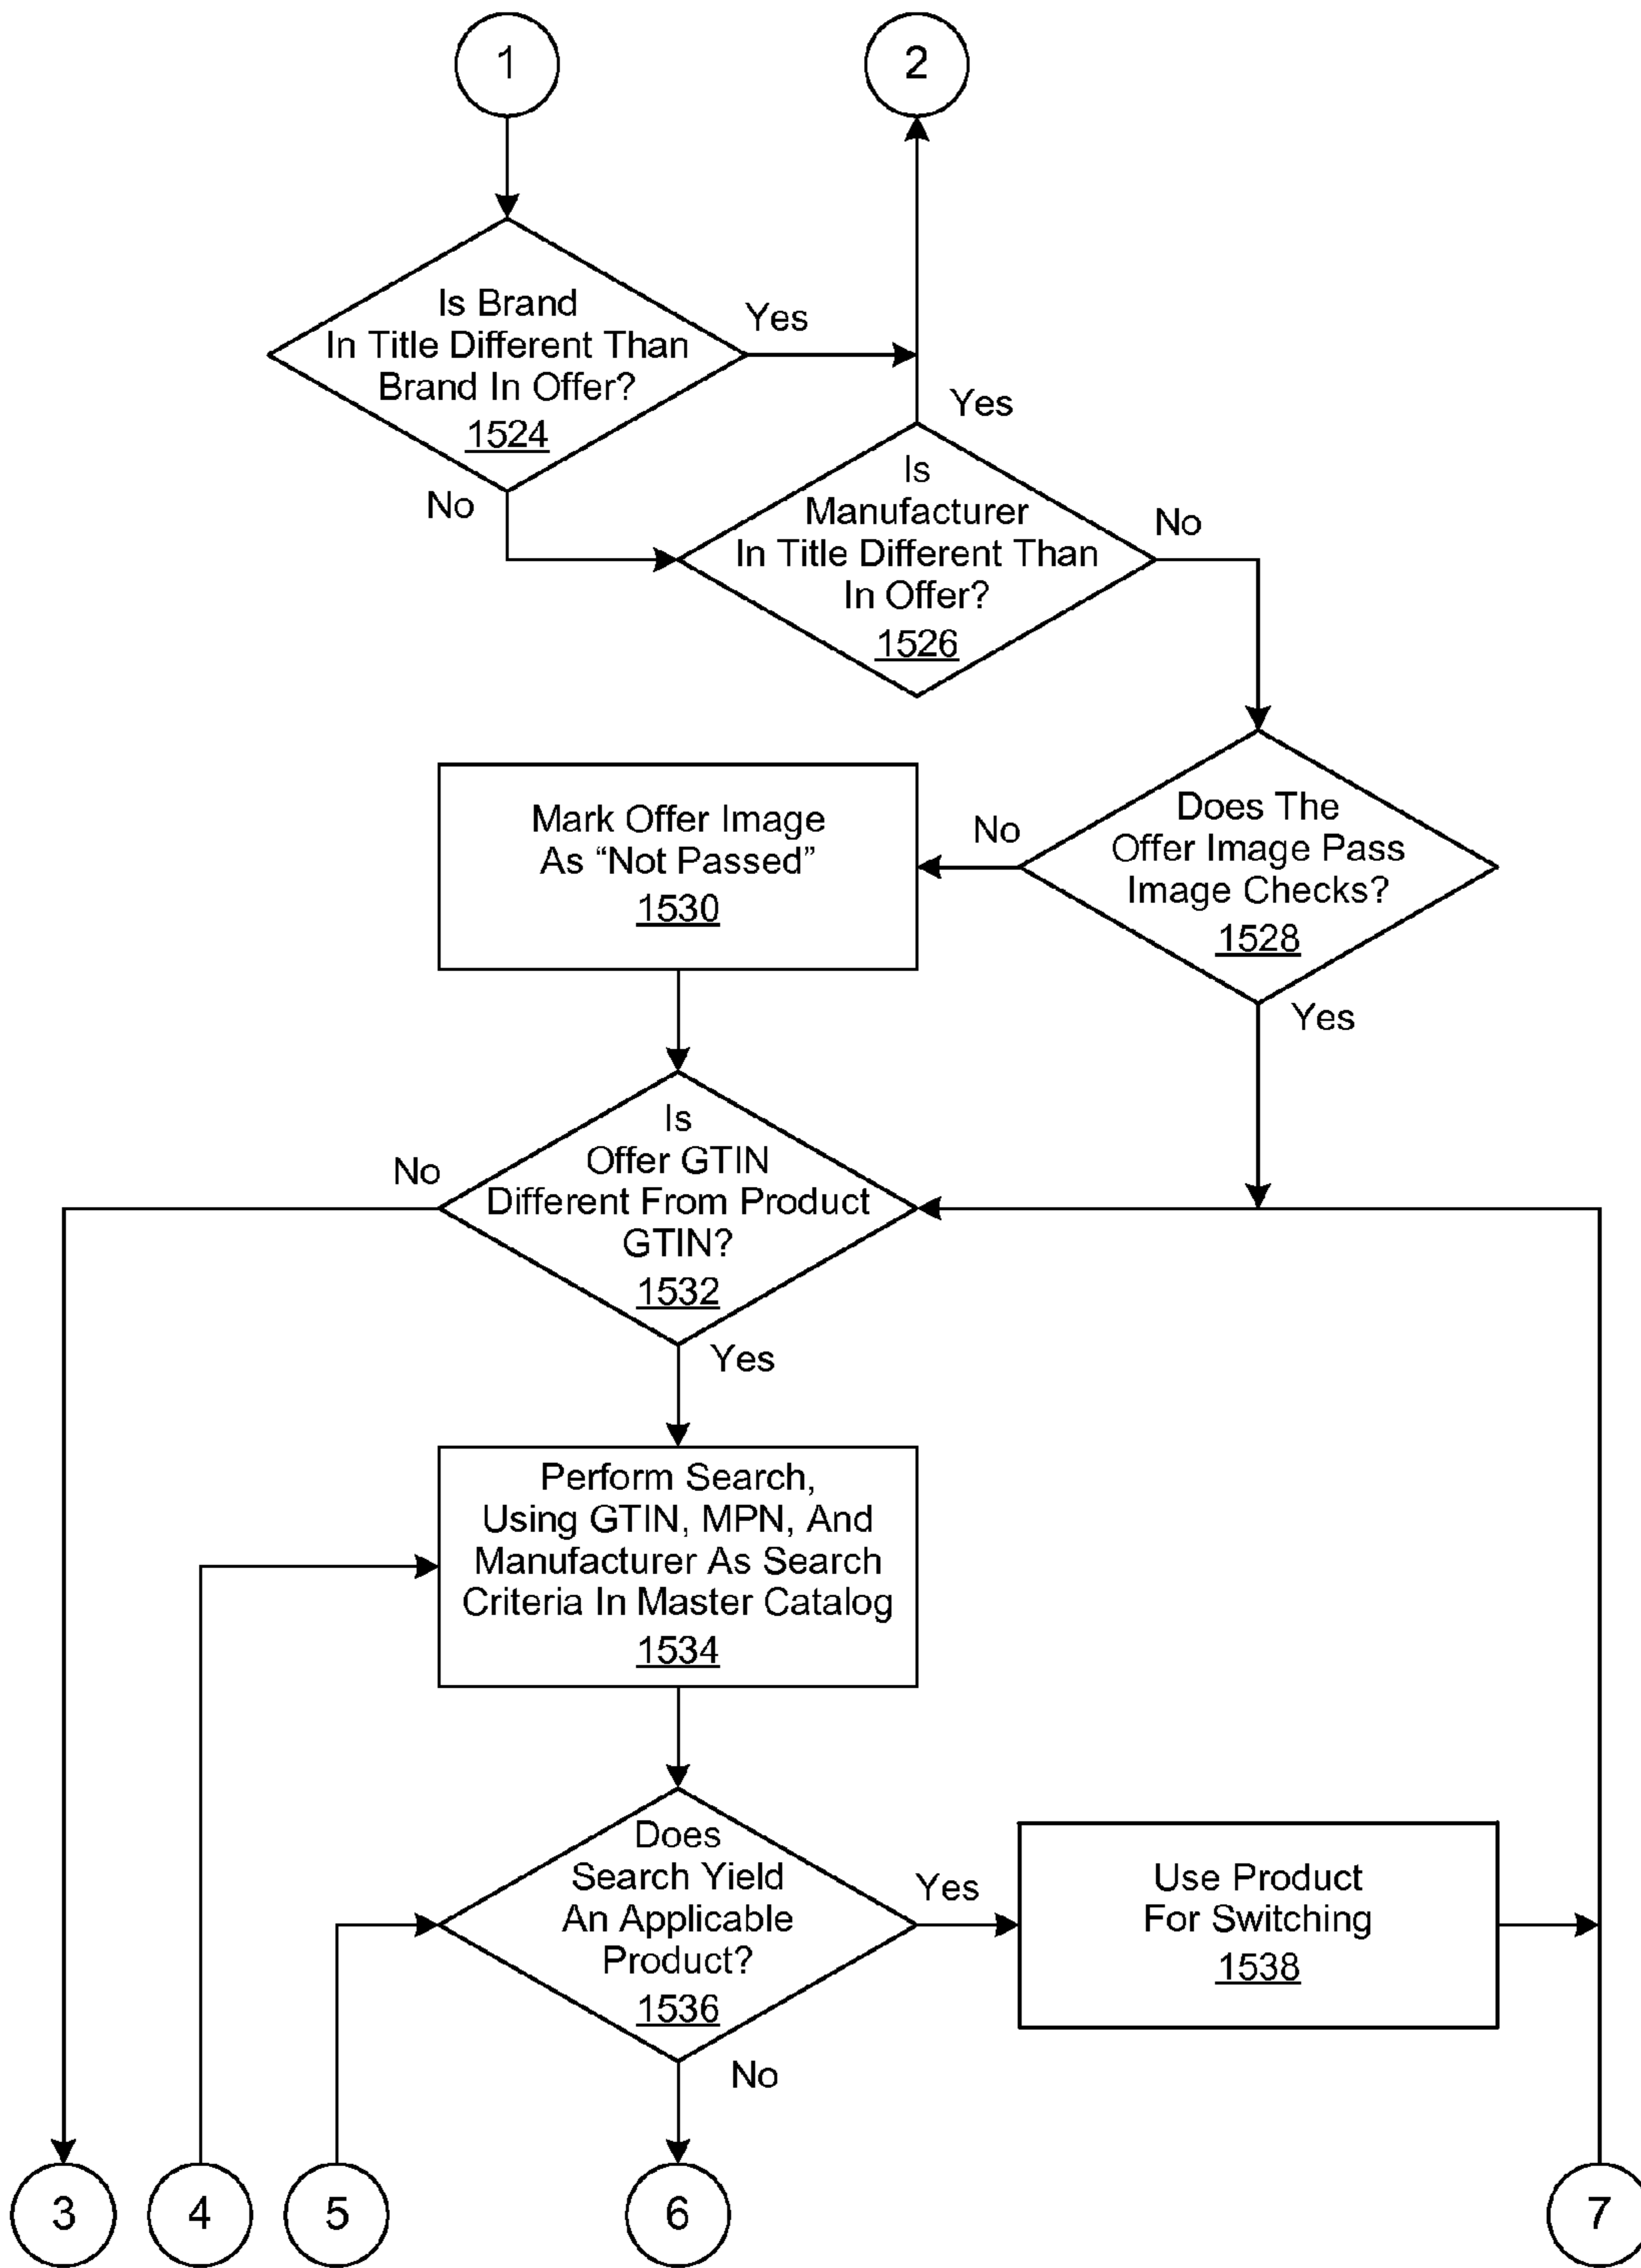 1
2
Is Brand
In Title Different Than
Brand In Offer?
1524
Yes
No
Yes
Is
Manufacturer
In Title Different Than
In Offer?
1526
No
Does The
Offer Image Pass
Image Checks?
1528
No
Yes
Mark Offer Image
As “Not Passed”
1530
Is
Offer GTIN
Different From Product
GTIN?
1532
No
Yes
Perform Search,
Using GTIN, MPN, And
Manufacturer As Search
Criteria In Master Catalog
1534
Does
Search Yield
An Applicable
Product?
1536
Yes
No
Use Product
For Switching
1538
3
4
5
6
7